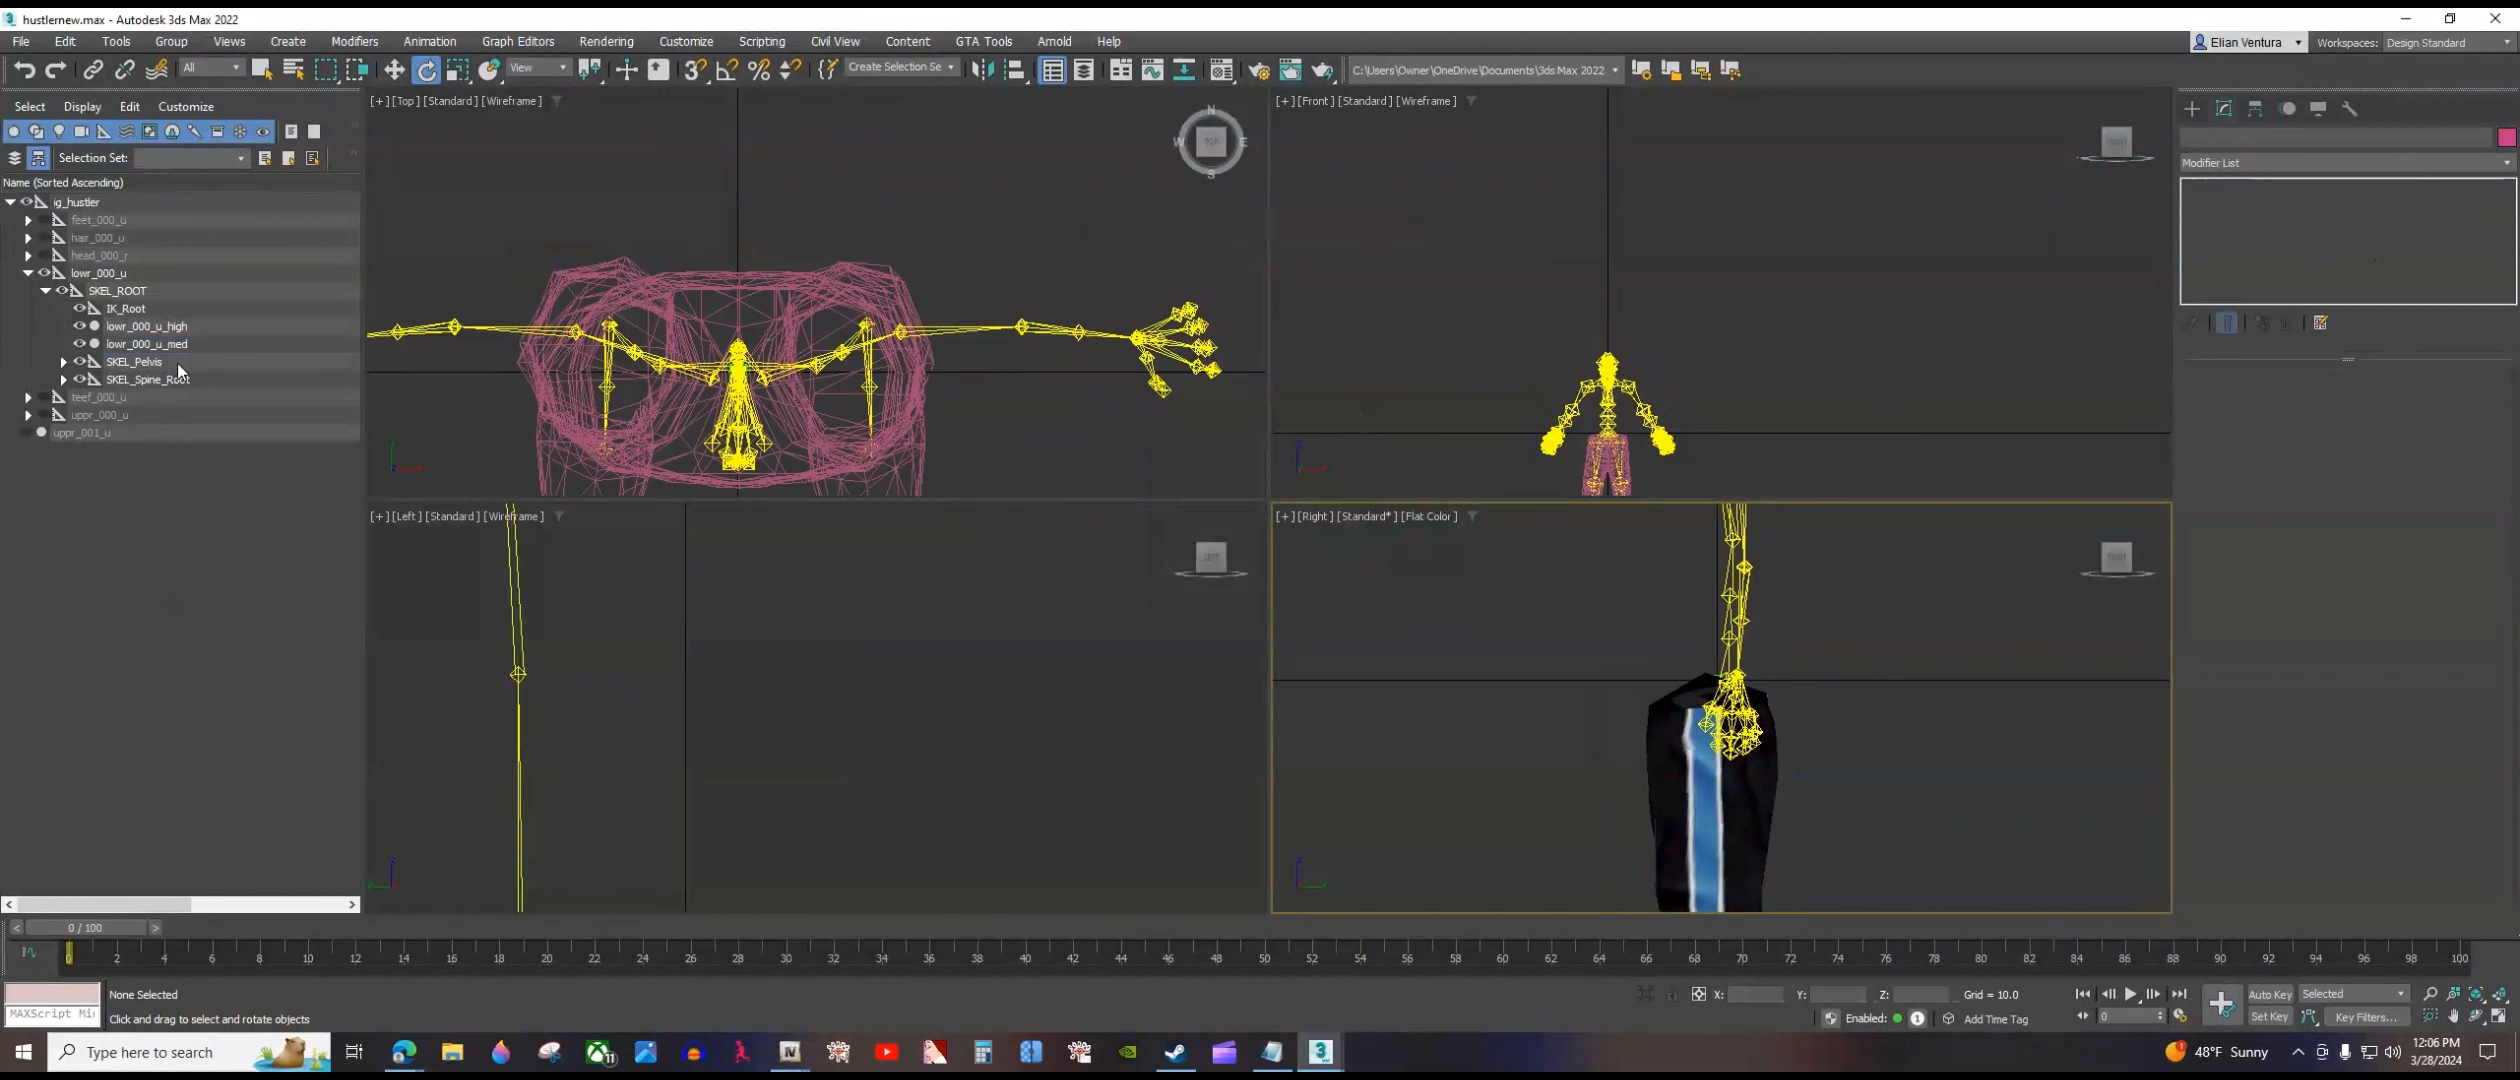 hustlernew.max - Autodesk 3ds Max 2022
File Edit Tools Group Views Create Modifiers Animation Graph Editors Rendering Customize Scripting Civil View Content GTA Tools Arnold Help
Elian Ventura
Workspaces: Design Standard
All
View
Create Selection Se
C:\Users\Owner\OneDrive\Documents\3ds Max 2022
Select Display Edit Customize
Selection Set:
Name (Sorted Ascending)
ig_hustler
feet_000_u
hair_000_u
head_000_r
lowr_000_u
SKEL_ROOT
IK_Root
lowr_000_u_high
lowr_000_u_med
SKEL_Pelvis
SKEL_Spine_Root
teef_000_u
uppr_000_u
uppr_001_u
[+] [Top] [Standard] [Wireframe]
N
W TOP E
S
[+] [Front] [Standard] [Wireframe]
FRONT
[+] [Left] [Standard] [Wireframe]
LEFT
[+] [Right] [Standard*] [Flat Color]
Modifier List
0 / 100
0 2 4 6 8 10 12 14 16 18 20 22 24 26 28 30 32 34 36 38 40 42 44 46 48 50 52 54 56 58 60 62 64 66 68 70 72 74 76 78 80 82 84 86 88 90 92 94 96 98 100
None Selected
X: Y: Z: Grid = 10.0
Auto Key Selected
MAXScript Mi
Click and drag to select and rotate objects
Enabled: 1 Add Time Tag
0
Set Key Key Filters...
Type here to search
11
IV
3
48°F Sunny
12:06 PM
3/28/2024